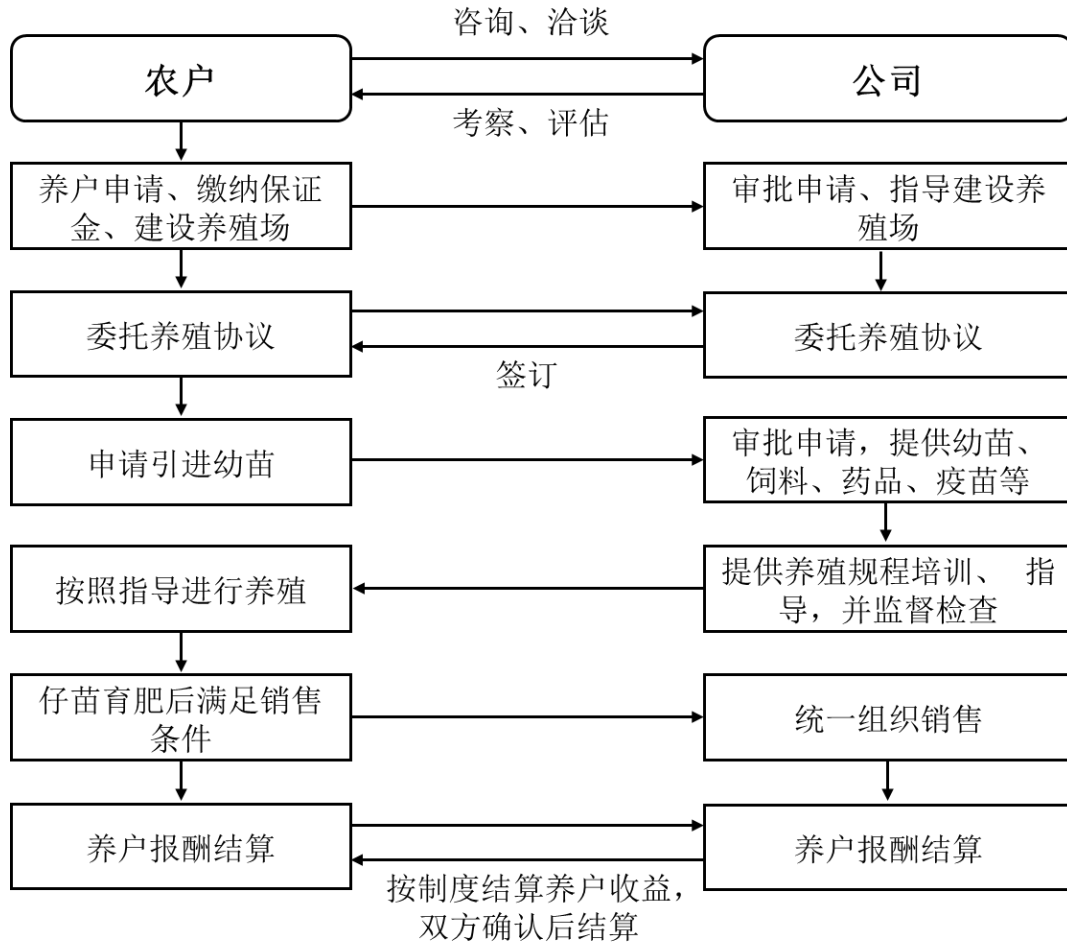 咨询、洽谈
农户
公司
考察、评估
养户申请、缴纳保证
金、建设养殖场
审批申请、指导建设养
殖场
委托养殖协议
委托养殖协议
签订
申请引进幼苗
审批申请，提供幼苗、
饲料、药品、疫苗等
按照指导进行养殖
提供养殖规程培训、 指
导，并监督检查
仔苗育肥后满足销售
条件
统一组织销售
养户报酬结算
养户报酬结算
按制度结算养户收益，
双方确认后结算